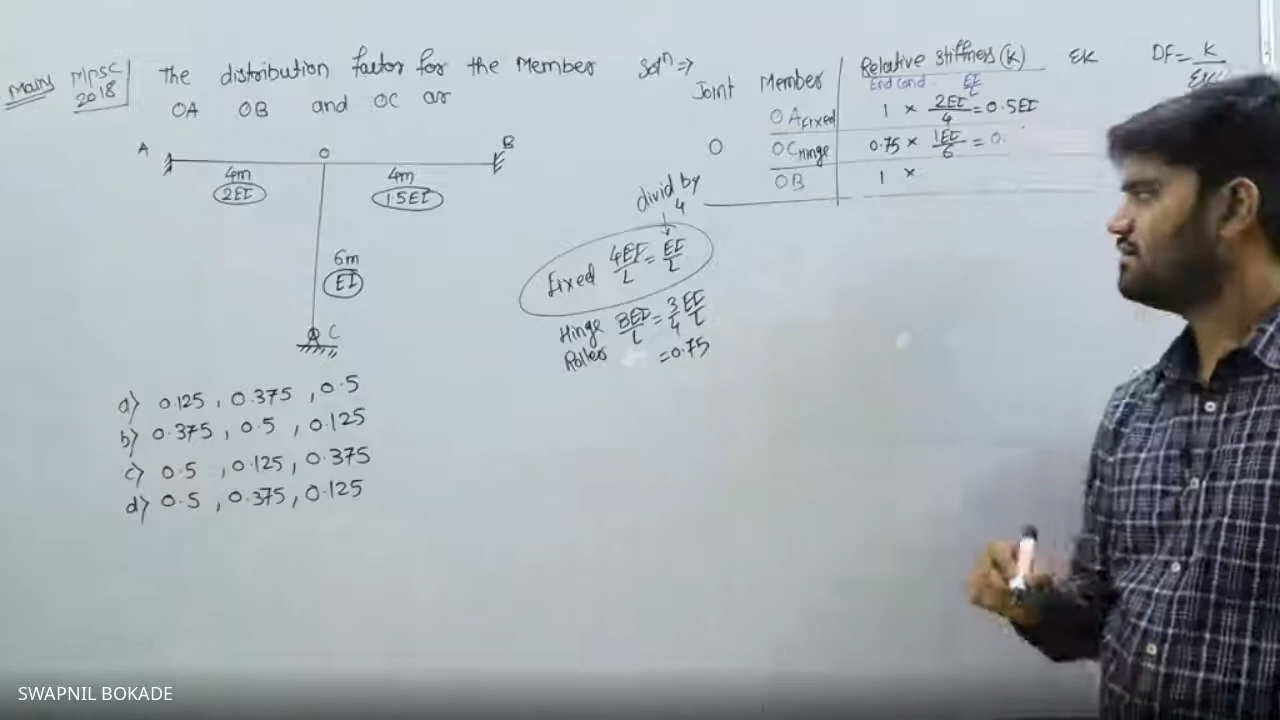 Mains MPSC 2018
The distribution factor for the Member
OA OB and OC ar
A O B
4m 4m
2EI 1.5EI
6m
EI
C
a) 0.125 , 0.375 , 0.5
b) 0.375 , 0.5 , 0.125
c) 0.5 , 0.125 , 0.375
d) 0.5 , 0.375 , 0.125
Solⁿ ⇒
Joint Member Relative stiffness (k) ΣK DF = K/ΣK
End Cond. EI/L
OA Fixed 1 × 2EI/4 = 0.5EI
O OC Hinge 0.75 × 1EI/6 = 0.
OB 1 ×
divid by 4
fixed 4EI/L = EI/L
Hinge 3EI/L = 3/4 EI/L
Roller = 0.75
SWAPNIL BOKADE